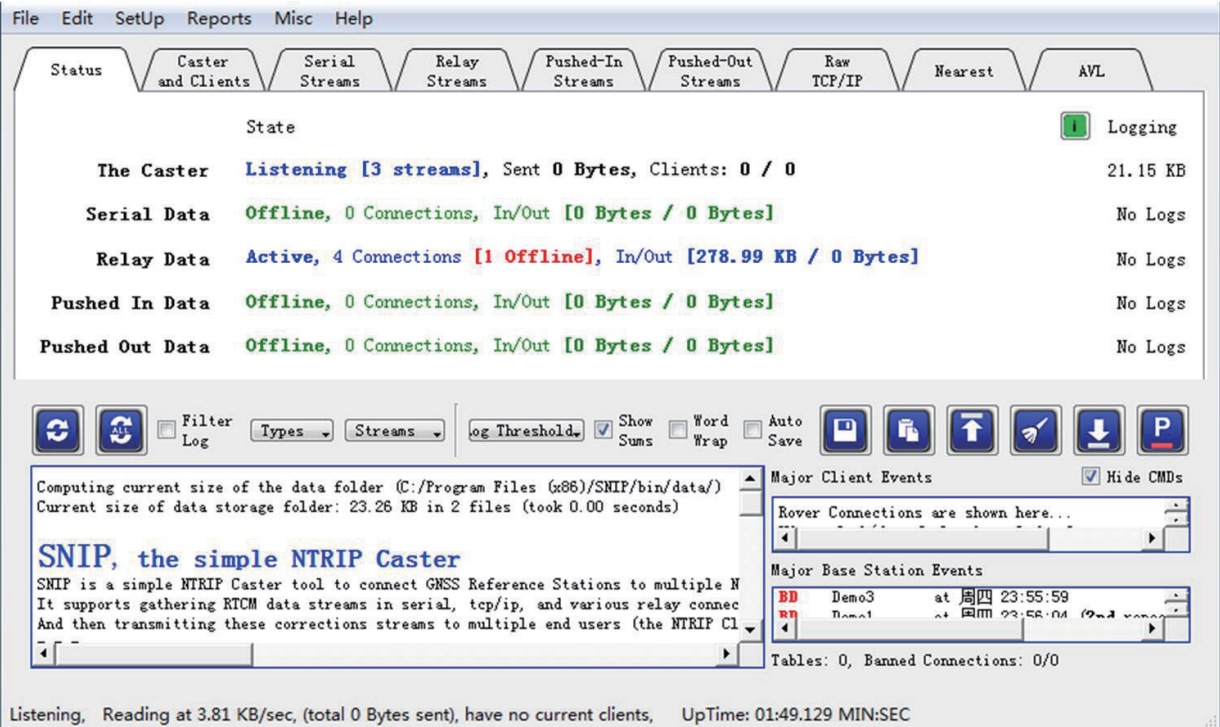 File Edit SetUp Reports Misc Help
Status
Caster and Clients
Serial Streams
Relay Streams
Pushed-In Streams
Pushed-Out Streams
Raw TCP/IP
Nearest
AVL
State Logging
The Caster Listening [3 streams], Sent 0 Bytes, Clients: 0 / 0 21.15 KB
Serial Data Offline, 0 Connections, In/Out [0 Bytes / 0 Bytes] No Logs
Relay Data Active, 4 Connections [1 Offline], In/Out [278.99 KB / 0 Bytes] No Logs
Pushed In Data Offline, 0 Connections, In/Out [0 Bytes / 0 Bytes] No Logs
Pushed Out Data Offline, 0 Connections, In/Out [0 Bytes / 0 Bytes] No Logs
ALL
Filter Log
Types
Streams
og Threshold
Show Sums
Word Wrap
Auto Save
P
Computing current size of the data folder (C:/Program Files (x86)/SNIP/bin/data/)
Current size of data storage folder: 23.26 KB in 2 files (took 0.00 seconds)
SNIP, the simple NTRIP Caster
SNIP is a simple NTRIP Caster tool to connect GNSS Reference Stations to multiple N
It supports gathering RTCM data streams in serial, tcp/ip, and various relay connec
And then transmitting these corrections streams to multiple end users (the NTRIP Cl
Major Client Events Hide CMDs
Rover Connections are shown here...
Major Base Station Events
BD Demo3 at 周四 23:55:59
BD Demo1 at 周四 23:56:04 (2nd
Tables: 0, Banned Connections: 0/0
Listening, Reading at 3.81 KB/sec, (total 0 Bytes sent), have no current clients, UpTime: 01:49.129 MIN:SEC